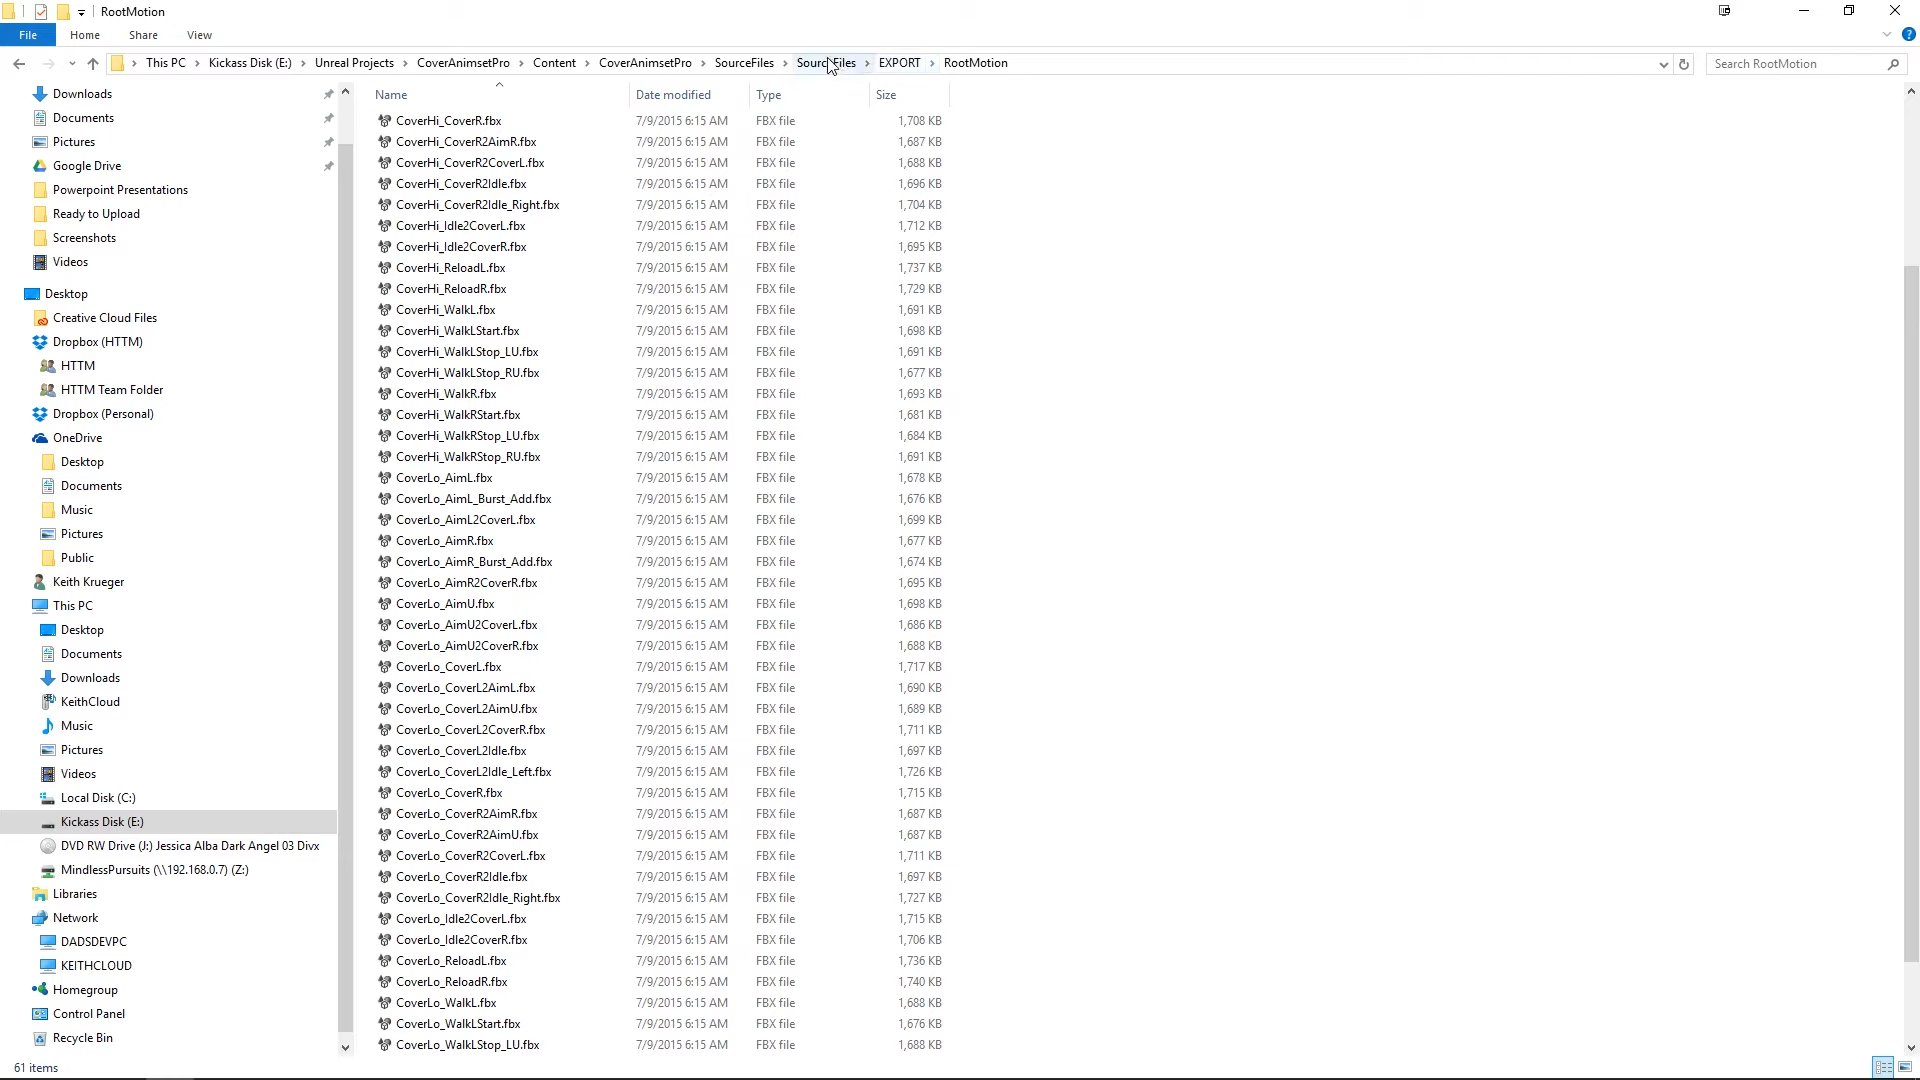 RootMotion
File Home Share View
This PC Kickass Disk (E:) Unreal Projects CoverAnimsetPro Content CoverAnimsetPro SourceFiles SourceFiles EXPORT RootMotion
Search RootMotion
Name Date modified Type Size
Downloads
Documents
Pictures
Google Drive
Powerpoint Presentations
Ready to Upload
Screenshots
Videos
Desktop
Creative Cloud Files
Dropbox (HTTM)
HTTM
HTTM Team Folder
Dropbox (Personal)
OneDrive
Desktop
Documents
Music
Pictures
Public
Keith Krueger
This PC
Desktop
Documents
Downloads
KeithCloud
Music
Pictures
Videos
Local Disk (C:)
Kickass Disk (E:)
DVD RW Drive (J:) Jessica Alba Dark Angel 03 Divx
MindlessPursuits (\\192.168.0.7) (Z:)
Libraries
Network
DADSDEVPC
KEITHCLOUD
Homegroup
Control Panel
Recycle Bin
CoverHi_CoverR.fbx 7/9/2015 6:15 AM FBX file 1,708 KB
CoverHi_CoverR2AimR.fbx 7/9/2015 6:15 AM FBX file 1,687 KB
CoverHi_CoverR2CoverL.fbx 7/9/2015 6:15 AM FBX file 1,688 KB
CoverHi_CoverR2Idle.fbx 7/9/2015 6:15 AM FBX file 1,696 KB
CoverHi_CoverR2Idle_Right.fbx 7/9/2015 6:15 AM FBX file 1,704 KB
CoverHi_Idle2CoverL.fbx 7/9/2015 6:15 AM FBX file 1,712 KB
CoverHi_Idle2CoverR.fbx 7/9/2015 6:15 AM FBX file 1,695 KB
CoverHi_ReloadL.fbx 7/9/2015 6:15 AM FBX file 1,737 KB
CoverHi_ReloadR.fbx 7/9/2015 6:15 AM FBX file 1,729 KB
CoverHi_WalkL.fbx 7/9/2015 6:15 AM FBX file 1,691 KB
CoverHi_WalkLStart.fbx 7/9/2015 6:15 AM FBX file 1,698 KB
CoverHi_WalkLStop_LU.fbx 7/9/2015 6:15 AM FBX file 1,691 KB
CoverHi_WalkLStop_RU.fbx 7/9/2015 6:15 AM FBX file 1,677 KB
CoverHi_WalkR.fbx 7/9/2015 6:15 AM FBX file 1,693 KB
CoverHi_WalkRStart.fbx 7/9/2015 6:15 AM FBX file 1,681 KB
CoverHi_WalkRStop_LU.fbx 7/9/2015 6:15 AM FBX file 1,684 KB
CoverHi_WalkRStop_RU.fbx 7/9/2015 6:15 AM FBX file 1,691 KB
CoverLo_AimL.fbx 7/9/2015 6:15 AM FBX file 1,678 KB
CoverLo_AimL_Burst_Add.fbx 7/9/2015 6:15 AM FBX file 1,676 KB
CoverLo_AimL2CoverL.fbx 7/9/2015 6:15 AM FBX file 1,699 KB
CoverLo_AimR.fbx 7/9/2015 6:15 AM FBX file 1,677 KB
CoverLo_AimR_Burst_Add.fbx 7/9/2015 6:15 AM FBX file 1,674 KB
CoverLo_AimR2CoverR.fbx 7/9/2015 6:15 AM FBX file 1,695 KB
CoverLo_AimU.fbx 7/9/2015 6:15 AM FBX file 1,698 KB
CoverLo_AimU2CoverL.fbx 7/9/2015 6:15 AM FBX file 1,686 KB
CoverLo_AimU2CoverR.fbx 7/9/2015 6:15 AM FBX file 1,688 KB
CoverLo_CoverL.fbx 7/9/2015 6:15 AM FBX file 1,717 KB
CoverLo_CoverL2AimL.fbx 7/9/2015 6:15 AM FBX file 1,690 KB
CoverLo_CoverL2AimU.fbx 7/9/2015 6:15 AM FBX file 1,689 KB
CoverLo_CoverL2CoverR.fbx 7/9/2015 6:15 AM FBX file 1,711 KB
CoverLo_CoverL2Idle.fbx 7/9/2015 6:15 AM FBX file 1,697 KB
CoverLo_CoverL2Idle_Left.fbx 7/9/2015 6:15 AM FBX file 1,726 KB
CoverLo_CoverR.fbx 7/9/2015 6:15 AM FBX file 1,715 KB
CoverLo_CoverR2AimR.fbx 7/9/2015 6:15 AM FBX file 1,687 KB
CoverLo_CoverR2AimU.fbx 7/9/2015 6:15 AM FBX file 1,687 KB
CoverLo_CoverR2CoverL.fbx 7/9/2015 6:15 AM FBX file 1,711 KB
CoverLo_CoverR2Idle.fbx 7/9/2015 6:15 AM FBX file 1,697 KB
CoverLo_CoverR2Idle_Right.fbx 7/9/2015 6:15 AM FBX file 1,727 KB
CoverLo_Idle2CoverL.fbx 7/9/2015 6:15 AM FBX file 1,715 KB
CoverLo_Idle2CoverR.fbx 7/9/2015 6:15 AM FBX file 1,706 KB
CoverLo_ReloadL.fbx 7/9/2015 6:15 AM FBX file 1,736 KB
CoverLo_ReloadR.fbx 7/9/2015 6:15 AM FBX file 1,740 KB
CoverLo_WalkL.fbx 7/9/2015 6:15 AM FBX file 1,688 KB
CoverLo_WalkLStart.fbx 7/9/2015 6:15 AM FBX file 1,676 KB
CoverLo_WalkLStop_LU.fbx 7/9/2015 6:15 AM FBX file 1,688 KB
61 items